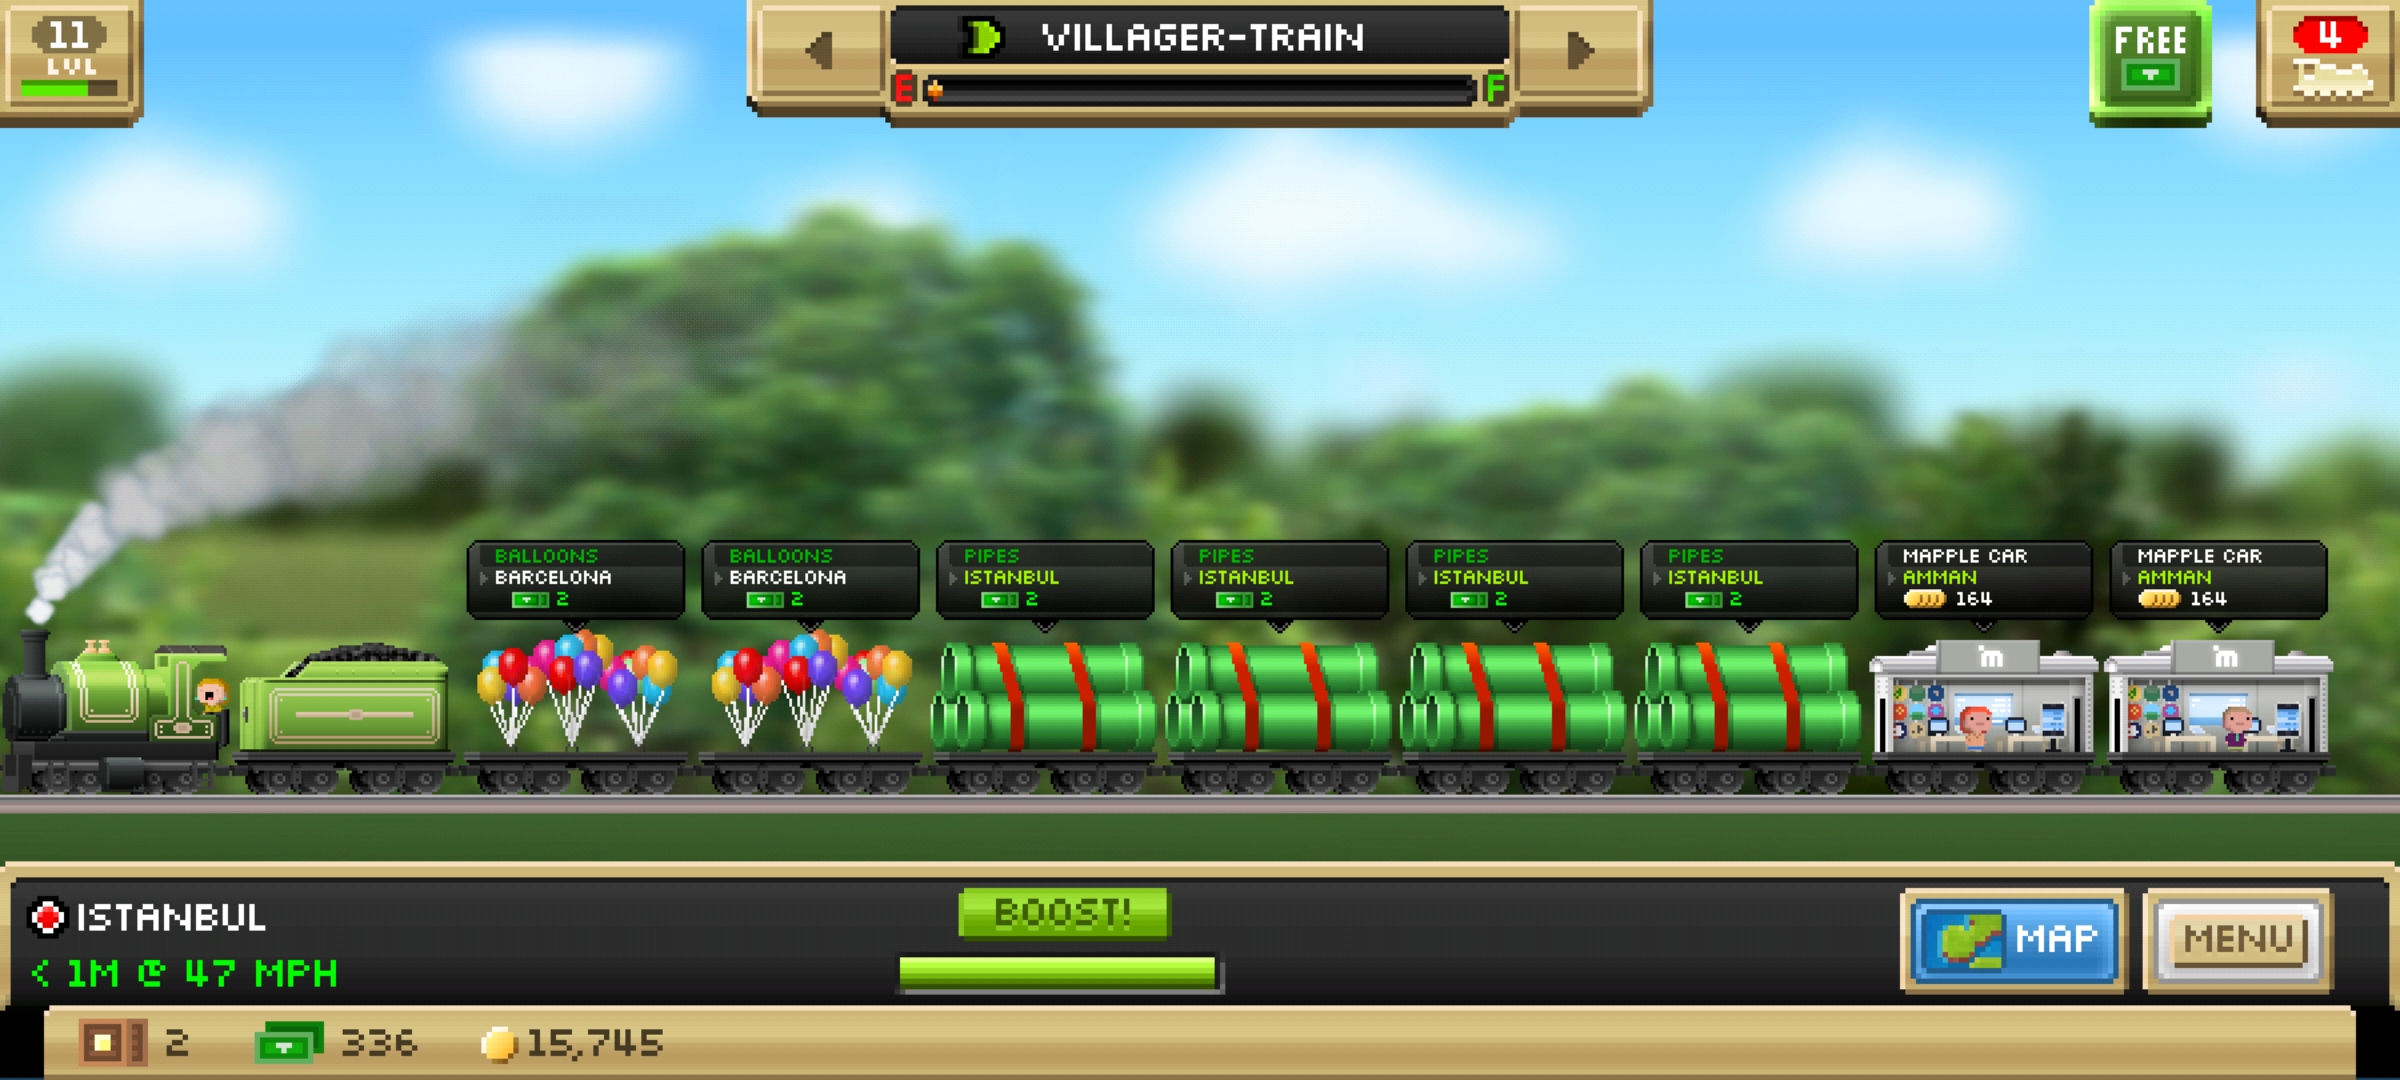 11
LVL
VILLAGER-TRAIN
E
F
FREE
4
BALLOONS
BARCELONA
2
BALLOONS
BARCELONA
2
PIPES
ISTANBUL
2
PIPES
ISTANBUL
2
PIPES
ISTANBUL
2
PIPES
ISTANBUL
2
MAPPLE CAR
AMMAN
164
MAPPLE CAR
AMMAN
164
m
m
ISTANBUL
< 1M @ 47 MPH
BOOST!
MAP
MENU
2
336
15,745